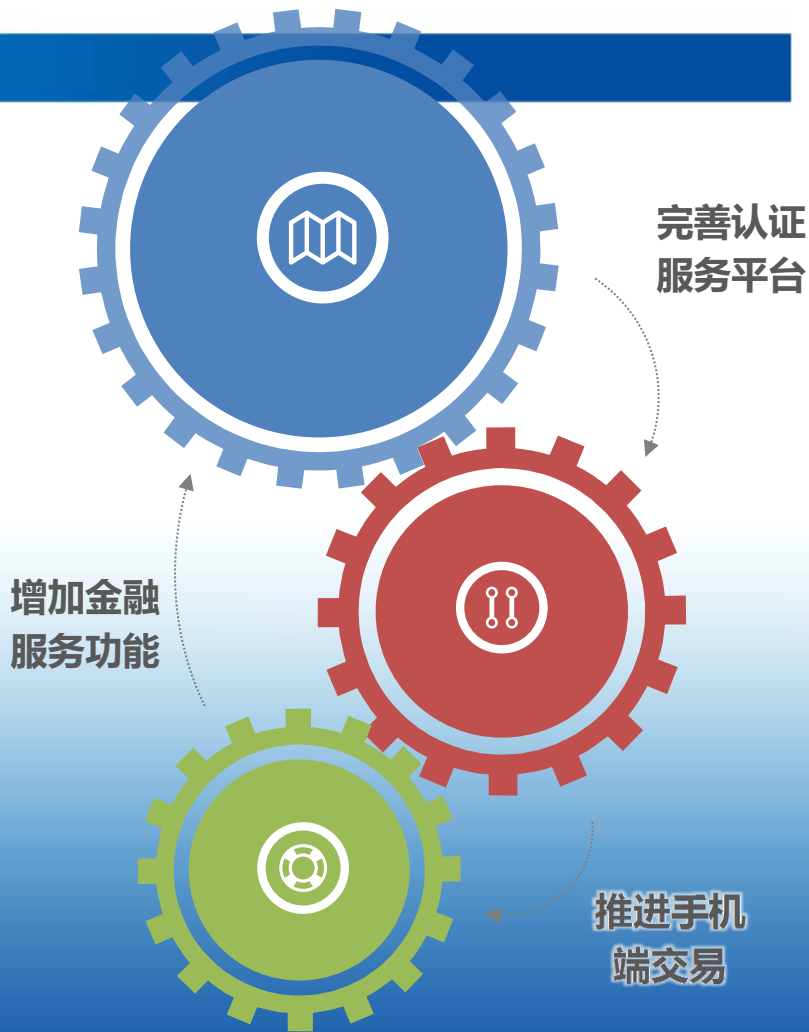 完善认证
服务平台
增加金融
服务功能
推进手机
端交易